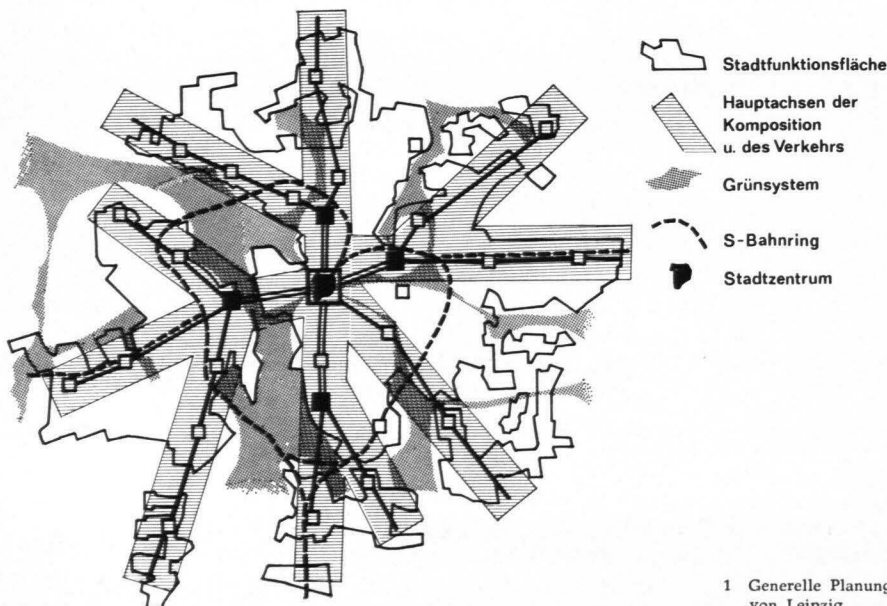 Stadtfunktionsfläche
Hauptachsen der
Komposition
u. des Verkehrs
Grünsystem
S-Bahnring
Stadtzentrum
1 Generelle Planung
von Leipzig